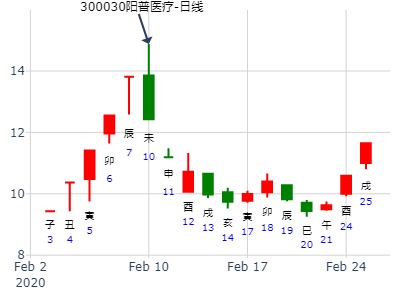 300030阳普医疗-日线
14
12
10
8
子
3
丑
4
寅
5
卯
6
辰
7
未
10
申
11
酉
12
戌
13
亥
14
寅
17
卯
18
辰
19
巳
20
午
21
酉
24
戌
25
Feb 2
2020
Feb 10
Feb 17
Feb 24